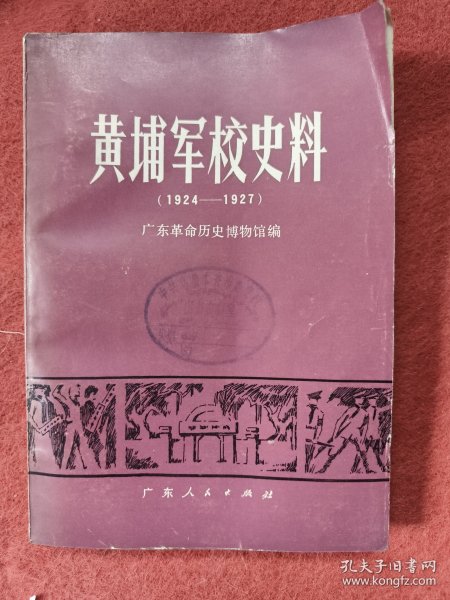 黄埔军校史料
(1924——1927)
广东革命历史博物馆编
广东人民出版社
孔夫子旧书网
www.kongfz.com